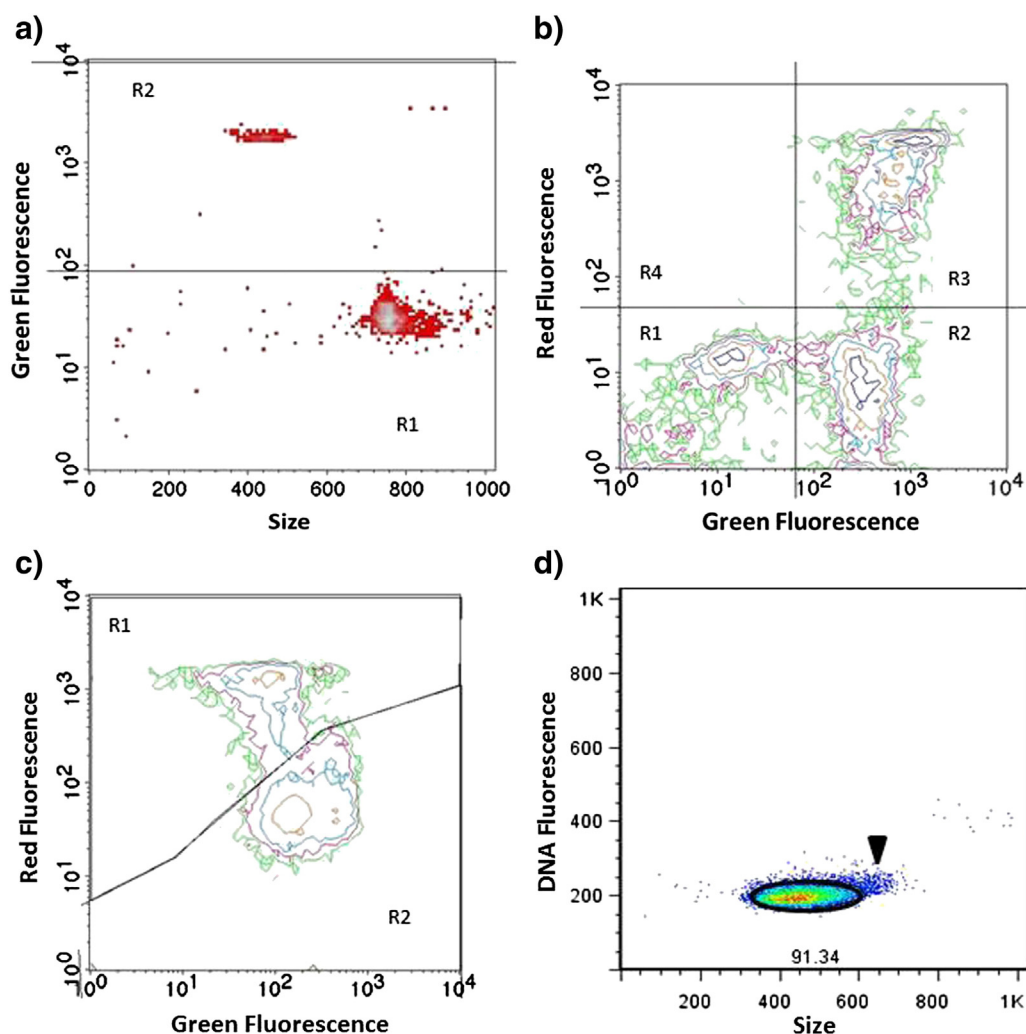 a)
10^4
10^3
10^2
10^1
10^0
Green Fluorescence
R2
R1
0 200 400 600 800 1000
Size
b)
10^4
10^3
10^2
10^1
10^0
Red Fluorescence
R4 R3
R1 R2
10^0 10^1 10^2 10^3 10^4
Green Fluorescence
c)
10^4
10^3
10^2
10^1
10^0
Red Fluorescence
R1
R2
10^0 10^1 10^2 10^3 10^4
Green Fluorescence
d)
1K
800
600
400
200
DNA Fluorescence
91.34
200 400 600 800 1K
Size